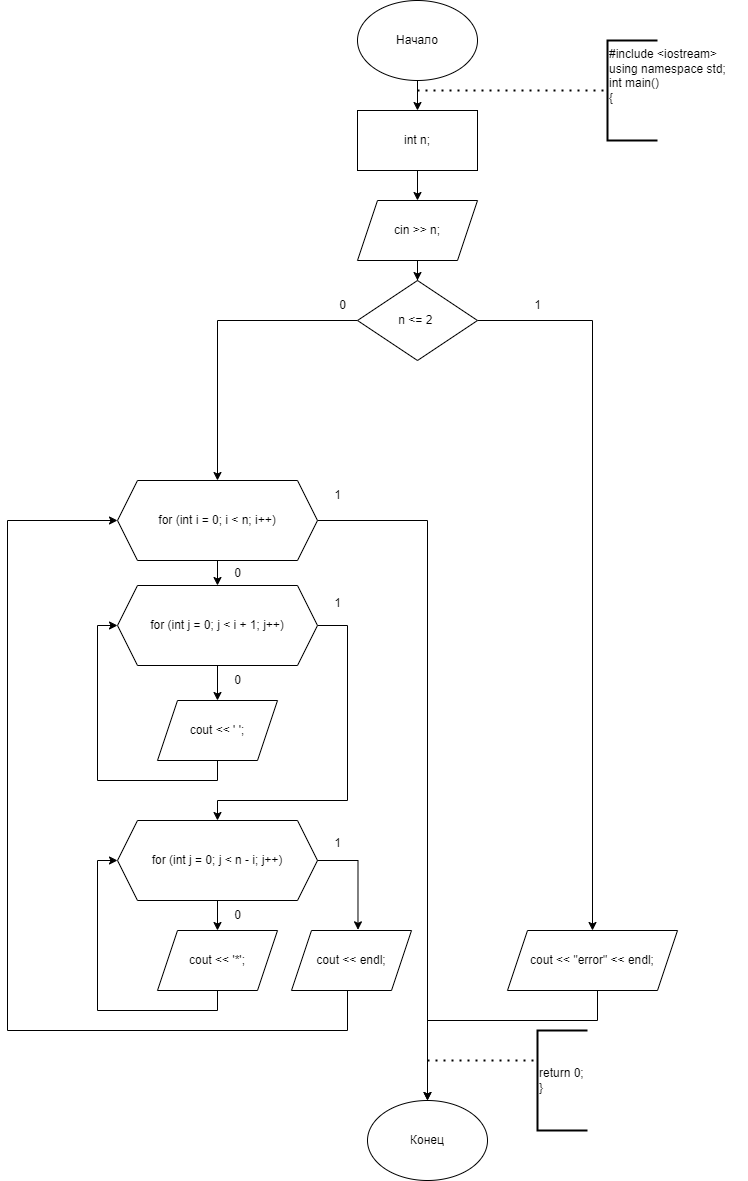 Начало
#include <iostream>
using namespace std;
int main()
{
int n;
cin >> n;
0
1
n <= 2
1
for (int i = 0; i < n; i++)
0
1
for (int j = 0; j < i + 1; j++)
0
cout << ' ';
1
for (int j = 0; j < n - i; j++)
0
cout << '*';
cout << endl;
cout << "error" << endl;
return 0;
}
Конец